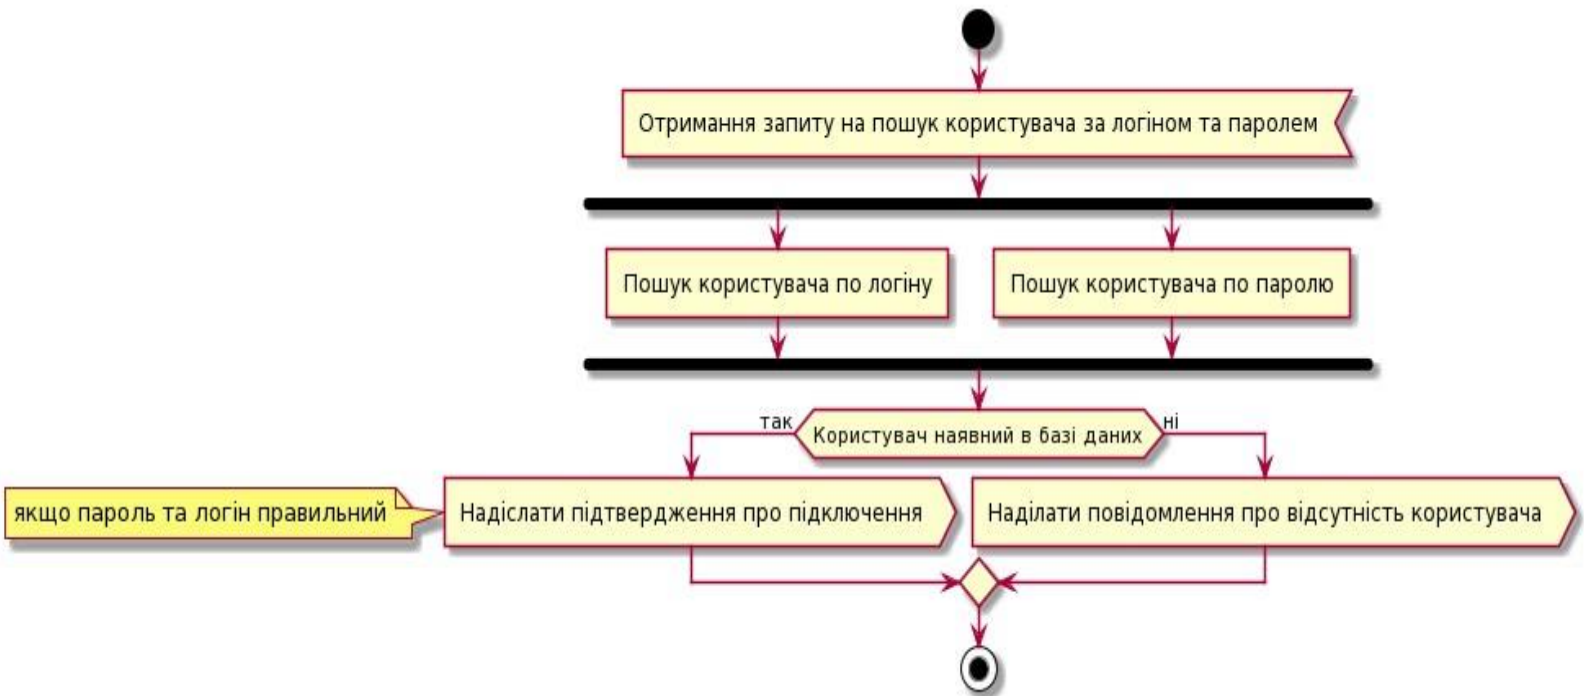 Отримання запиту на пошук користувача за логіном та паролем
Пошук користувача по логіну
Пошук користувача по паролю
так
Користувач наявний в базі даних
ні
якщо пароль та логін правильний
Надіслати підтвердження про підключення
Наділати повідомлення про відсутність користувача